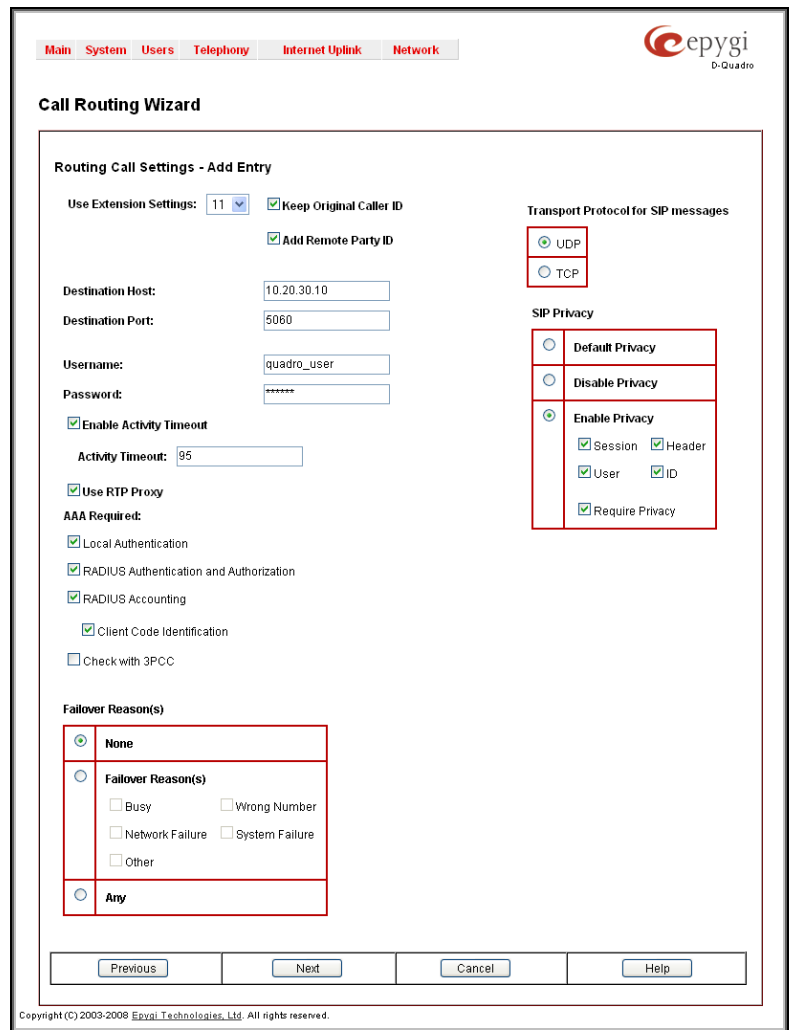 Main System Users Telephony Internet Uplink Network
epygi
D-Quadro
Call Routing Wizard
Routing Call Settings - Add Entry
Use Extension Settings: 11 Keep Original Caller ID
Add Remote Party ID
Transport Protocol for SIP messages
UDP
TCP
Destination Host: 10.20.30.10
Destination Port: 5060
Username: quadro_user
Password: ******
Enable Activity Timeout
Activity Timeout: 95
Use RTP Proxy
AAA Required:
Local Authentication
RADIUS Authentication and Authorization
RADIUS Accounting
Client Code Identification
Check with 3PCC
SIP Privacy
Default Privacy
Disable Privacy
Enable Privacy
Session Header
User ID
Require Privacy
Failover Reason(s)
None
Failover Reason(s)
Busy Wrong Number
Network Failure System Failure
Other
Any
Previous Next Cancel Help
Copyright (C) 2003-2008 Epygi Technologies, Ltd. All rights reserved.